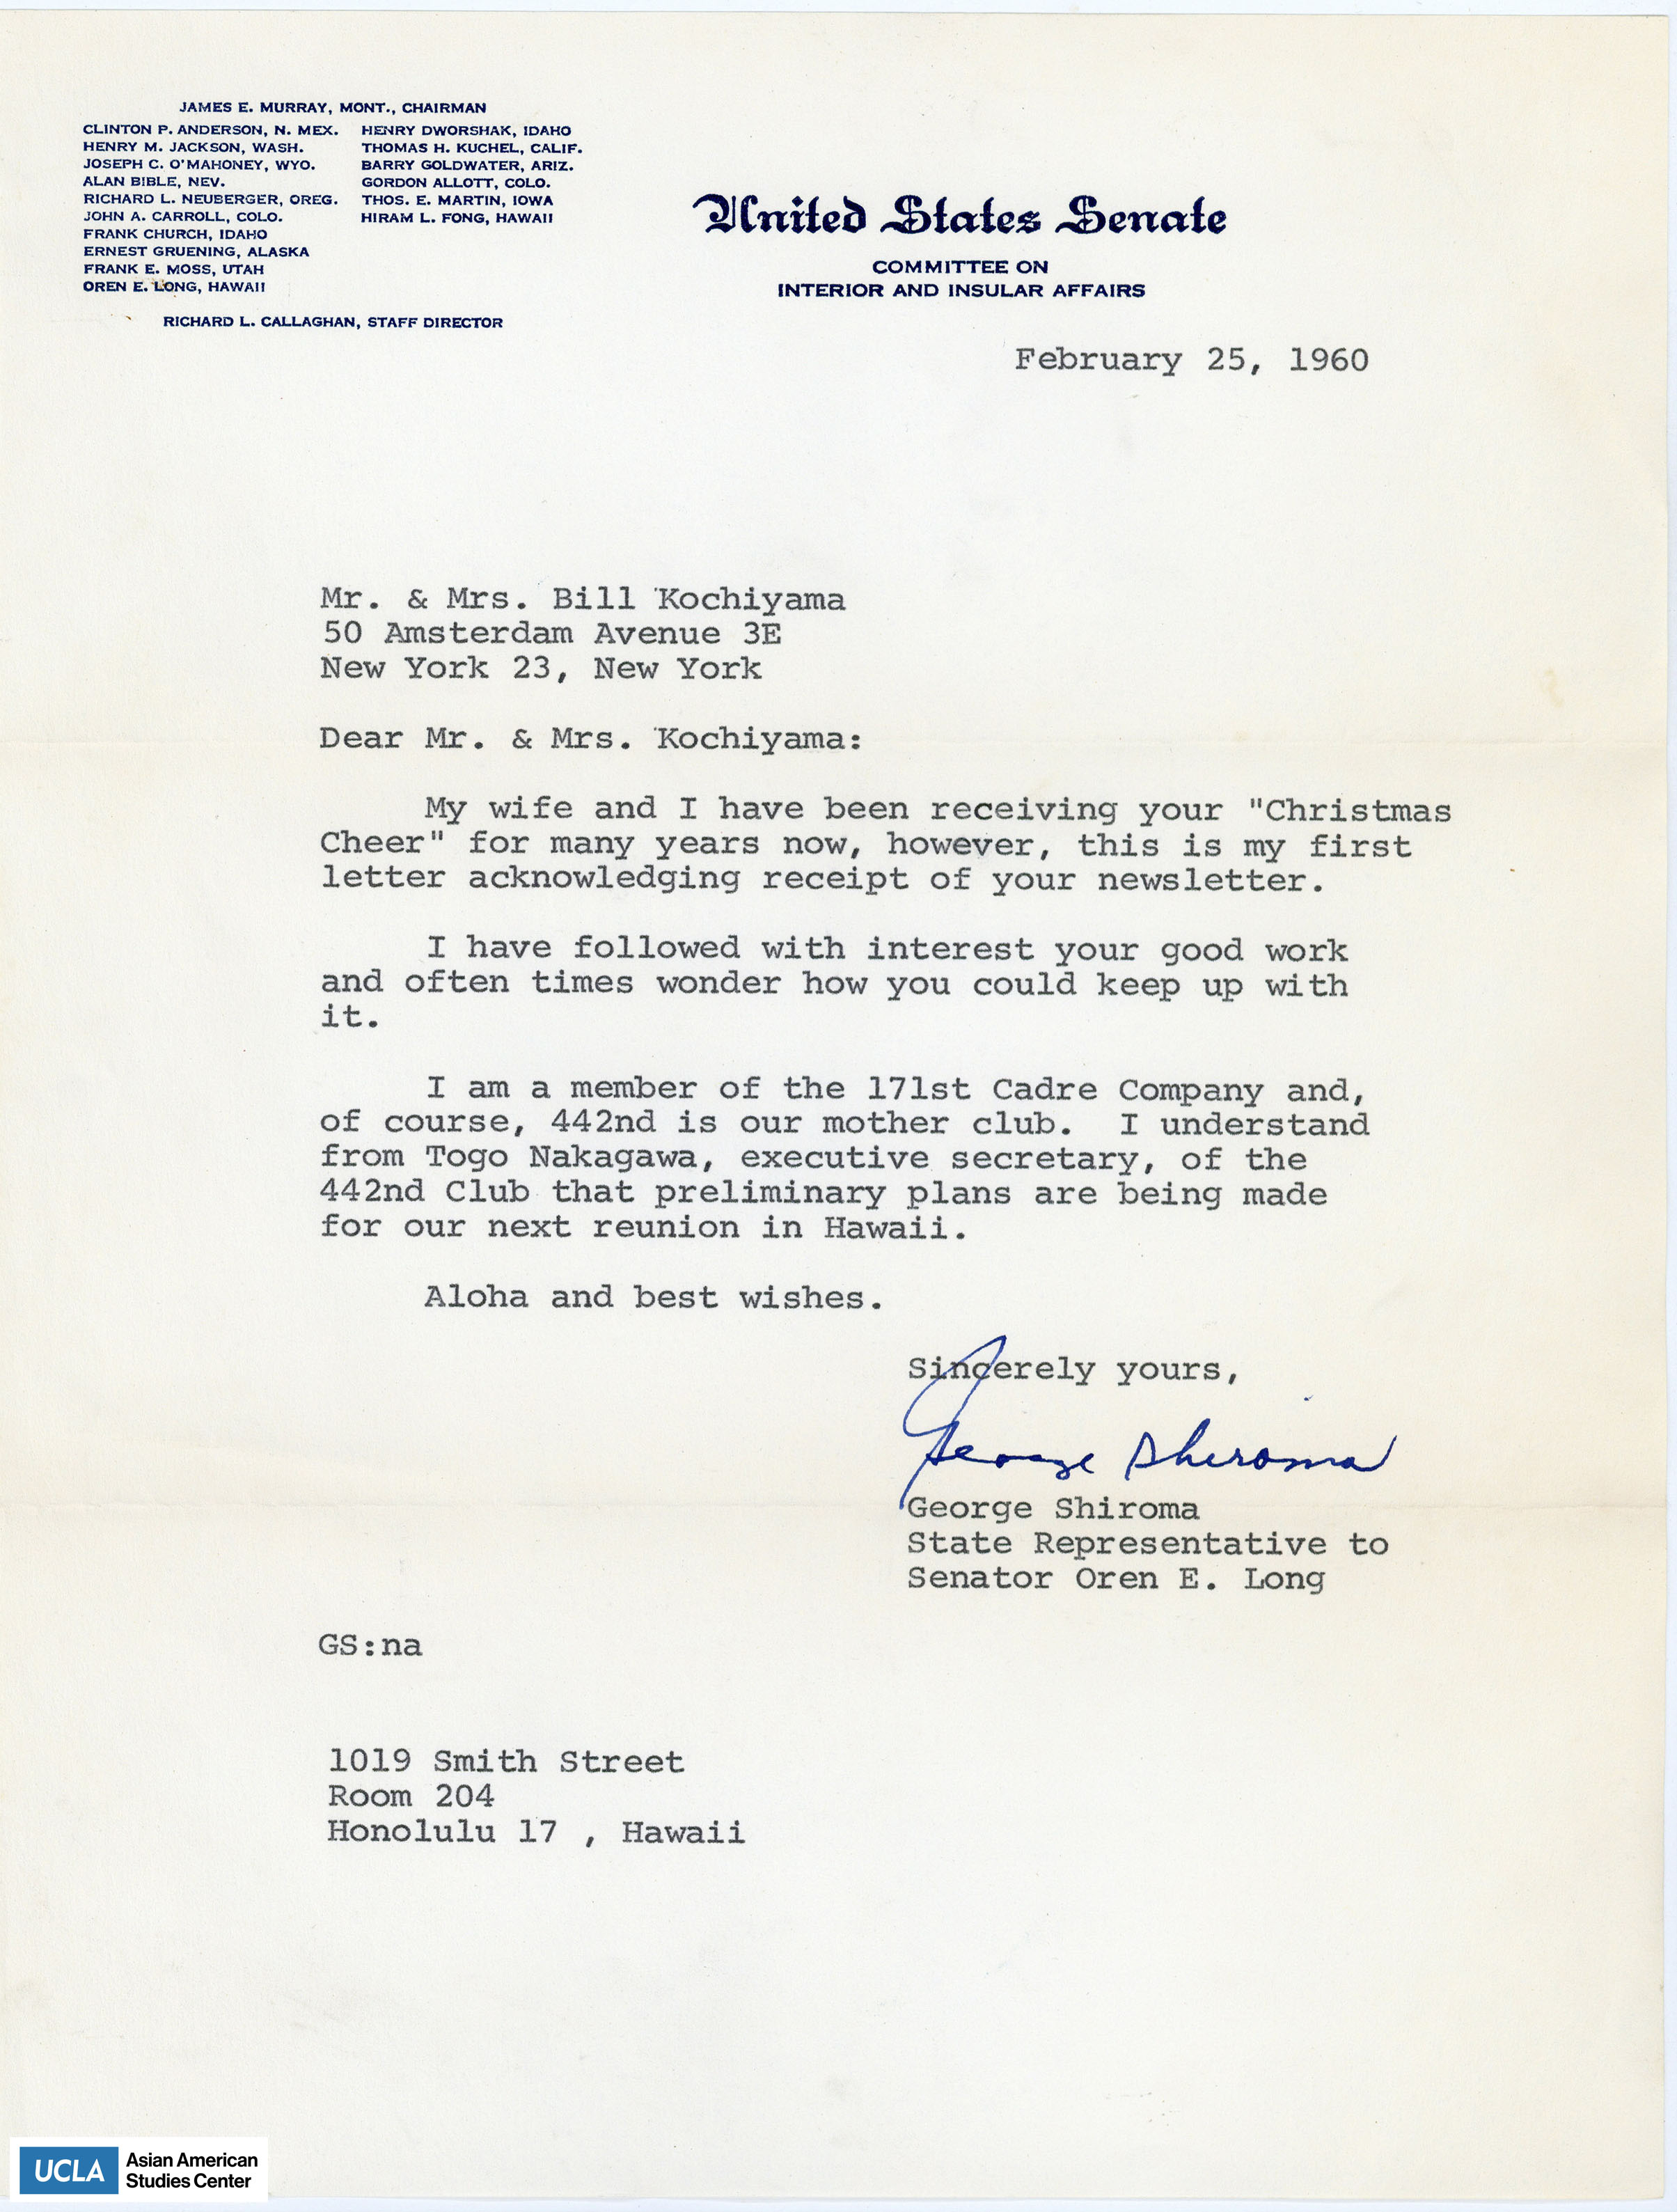 JAMES E. MURRAY, MONT., CHAIRMAN
CLINTON P. ANDERSON, N. MEX.
HENRY M. JACKSON, WASH.
JOSEPH C. O'MAHONEY, WYO.
ALAN BIBLE, NEV.
RICHARD L. NEUBERGER, OREG.
JOHN A. CARROLL, COLO.
FRANK CHURCH, IDAHO
ERNEST GRUENING, ALASKA
FRANK E. MOSS, UTAH
OREN E. LONG, HAWAII
HENRY DWORSHAK, IDAHO
THOMAS H. KUCHEL, CALIF.
BARRY GOLDWATER, ARIZ.
GORDON ALLOTT, COLO.
THOS. E. MARTIN, IOWA
HIRAM L. FONG, HAWAII
RICHARD L. CALLAGHAN, STAFF DIRECTOR
United States Senate
COMMITTEE ON
INTERIOR AND INSULAR AFFAIRS
February 25, 1960
Mr. & Mrs. Bill Kochiyama
50 Amsterdam Avenue 3E
New York 23, New York
Dear Mr. & Mrs. Kochiyama:
My wife and I have been receiving your "Christmas
Cheer" for many years now, however, this is my first
letter acknowledging receipt of your newsletter.
I have followed with interest your good work
and often times wonder how you could keep up with
it.
I am a member of the 171st Cadre Company and,
of course, 442nd is our mother club. I understand
from Togo Nakagawa, executive secretary, of the
442nd Club that preliminary plans are being made
for our next reunion in Hawaii.
Aloha and best wishes.
Sincerely yours,
George Shiroma
George Shiroma
State Representative to
Senator Oren E. Long
GS:na
1019 Smith Street
Room 204
Honolulu 17 , Hawaii
UCLA Asian American
Studies Center